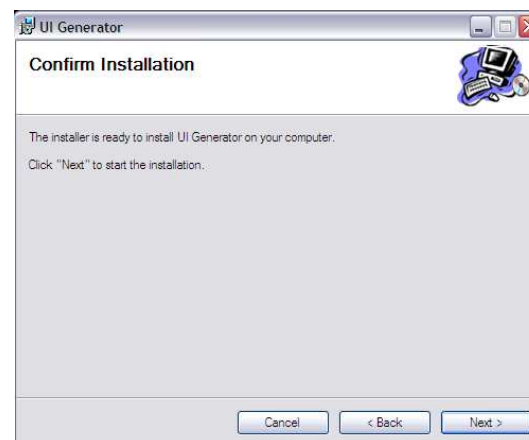 UI Generator
Confirm Installation
The installer is ready to install UI Generator on your computer.
Click "Next" to start the installation.
Cancel
< Back
Next >